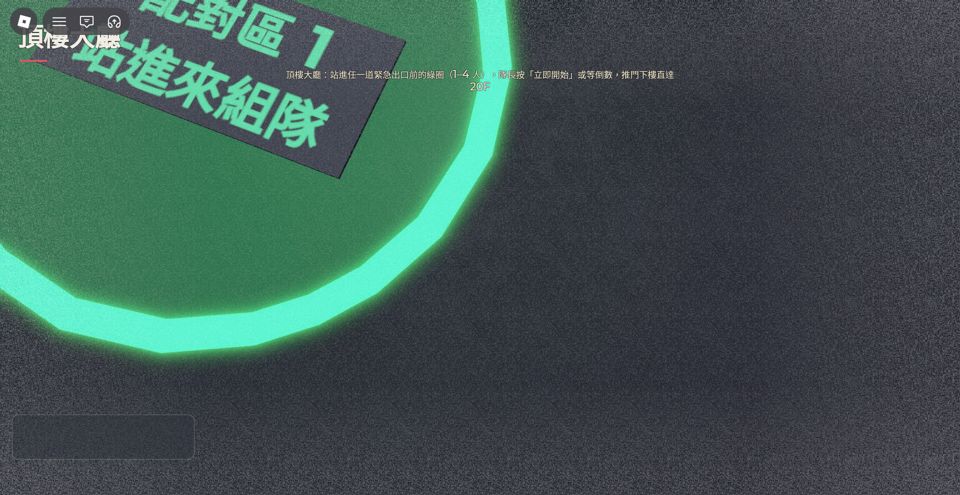 頂樓大廳
配對區 1
站進來組隊
頂樓大廳：站進任一道緊急出口前的綠圈（1–4 人），隊長按「立即開始」或等倒數，推門下樓直達
20F